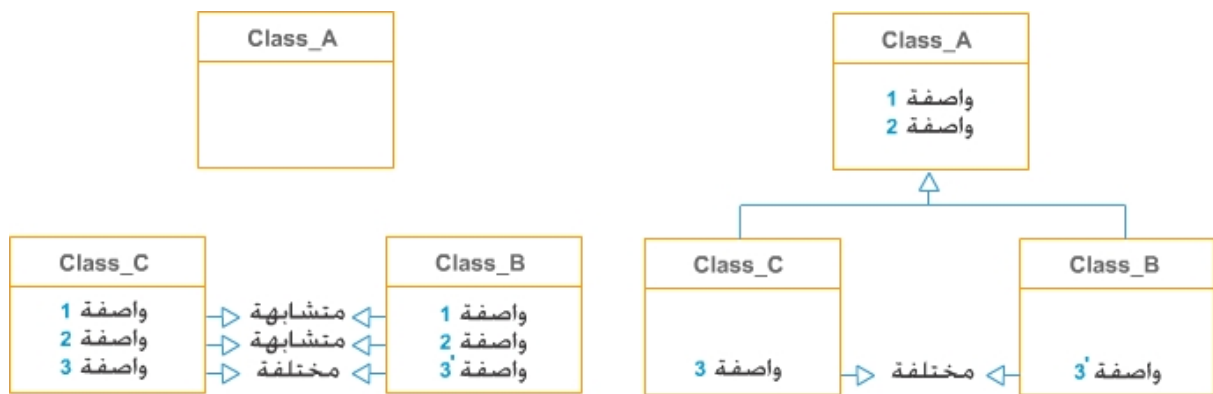 Class_A
Class_C
واصفة 1
واصفة 2
واصفة 3
متشابهة
متشابهة
مختلفة
Class_B
واصفة 1
واصفة 2
واصفة 3'
Class_A
واصفة 1
واصفة 2
Class_C
واصفة 3
مختلفة
Class_B
واصفة 3'